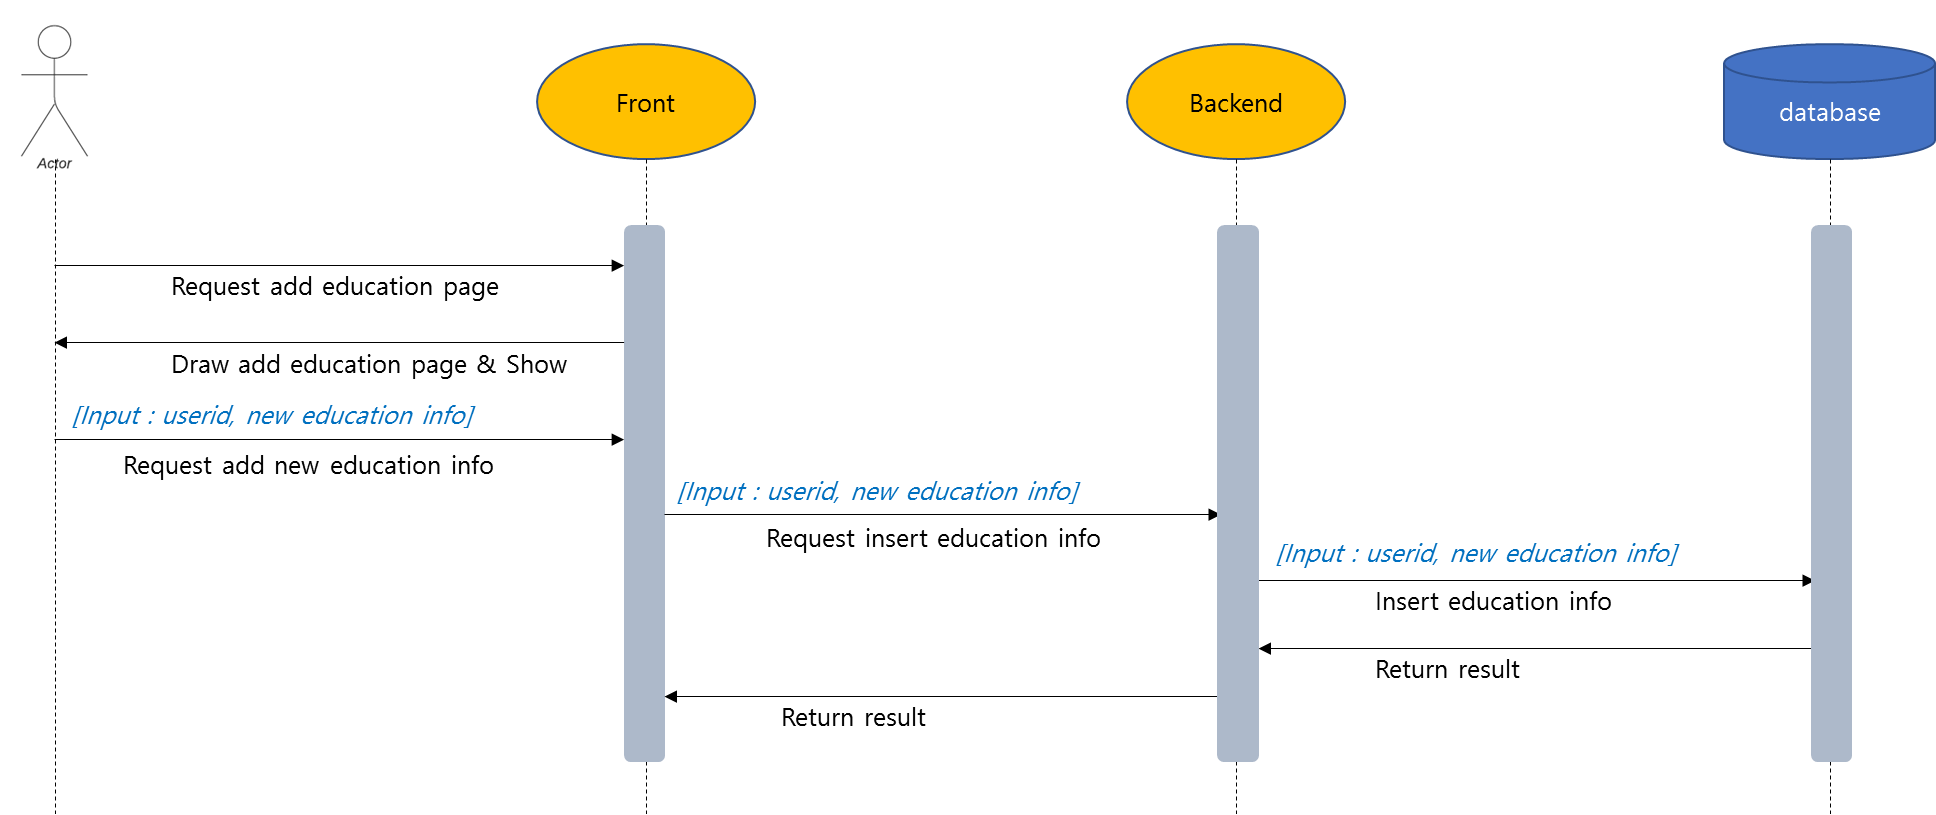 Actor
Front
Backend
database
Request add education page
Draw add education page & Show
[Input : userid, new education info]
Request add new education info
[Input : userid, new education info]
Request insert education info
[Input : userid, new education info]
Insert education info
Return result
Return result